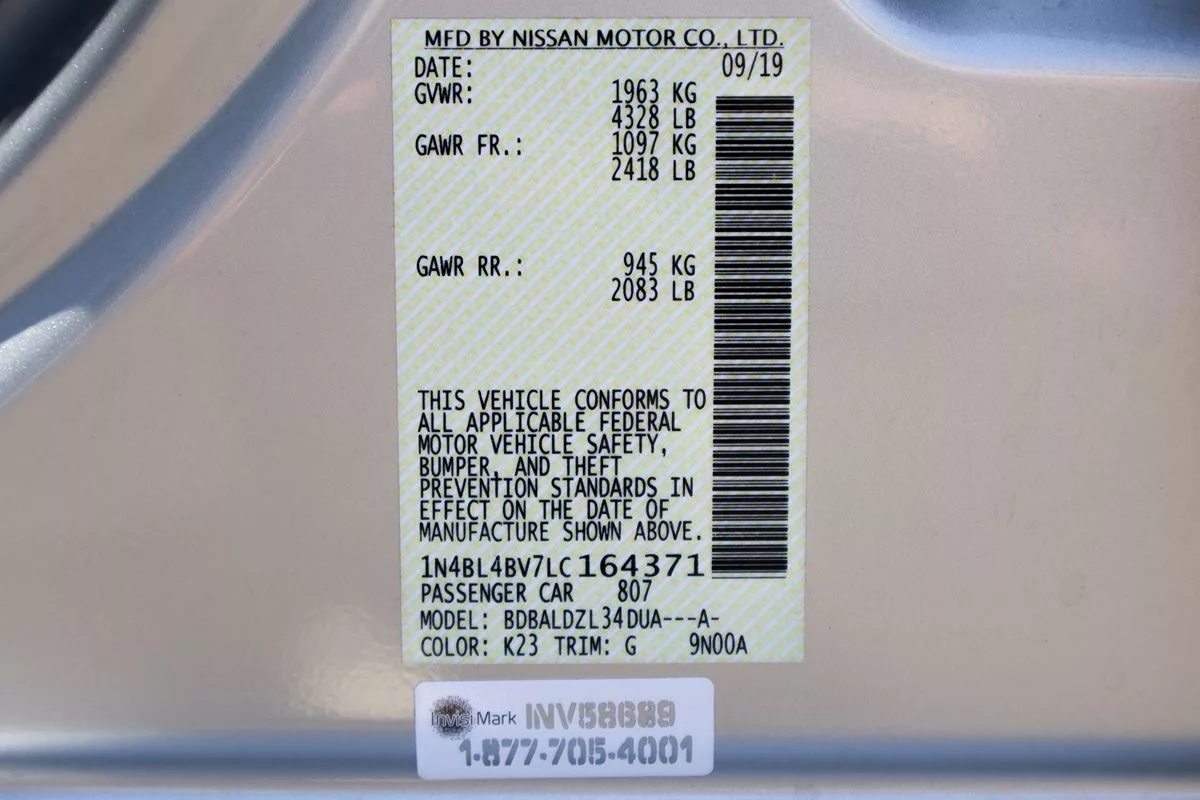 MFD BY NISSAN MOTOR CO., LTD.
DATE: 09/19
GVWR: 1963 KG
4328 LB
GAWR FR.: 1097 KG
2418 LB
GAWR RR.: 945 KG
2083 LB
THIS VEHICLE CONFORMS TO
ALL APPLICABLE FEDERAL
MOTOR VEHICLE SAFETY,
BUMPER, AND THEFT
PREVENTION STANDARDS IN
EFFECT ON THE DATE OF
MANUFACTURE SHOWN ABOVE.
1N4BL4BV7LC164371
PASSENGER CAR 807
MODEL: BDBALDZL34DUA---A-
COLOR: K23 TRIM: G 9N00A
InvisiMark INV58689
1-877-705-4001